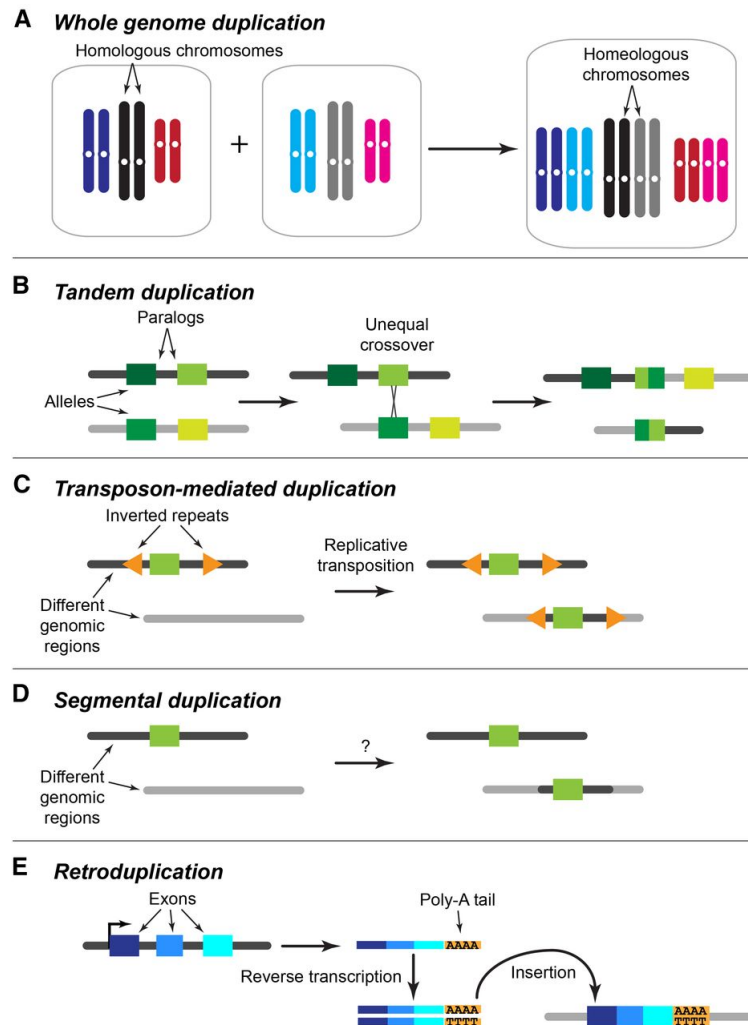 A Whole genome duplication
Homologous chromosomes
Homeologous
chromosomes
+
B Tandem duplication
Paralogs
Unequal
crossover
Alleles
C Transposon-mediated duplication
Inverted repeats
Replicative
transposition
Different
genomic
regions
D Segmental duplication
?
Different
genomic
regions
E Retroduplication
Exons
Poly-A tail
AAAA
Reverse transcription
Insertion
AAAA
TTTT
AAAA
TTTT